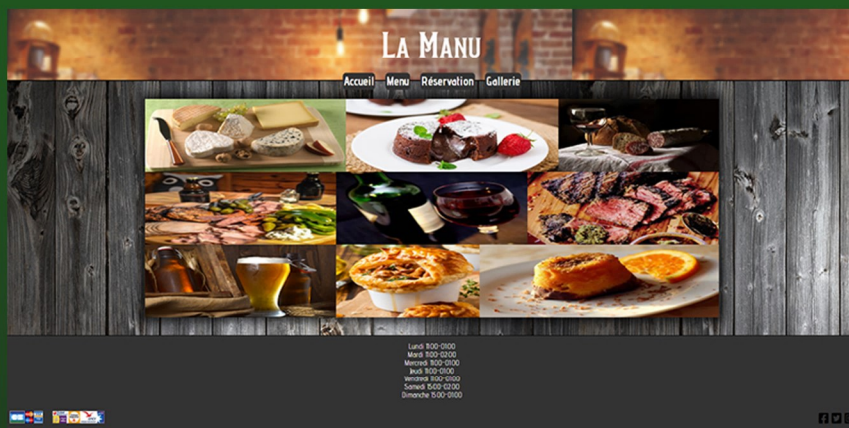 La Manu
Accueil Menu Réservation Gallerie
Lundi 11:00-01:00
Mardi 11:00-02:00
Mercredi 11:00-01:00
Jeudi 11:00-01:00
Vendredi 11:00-01:00
Samedi 15:00-02:00
Dimanche 15:00-01:00